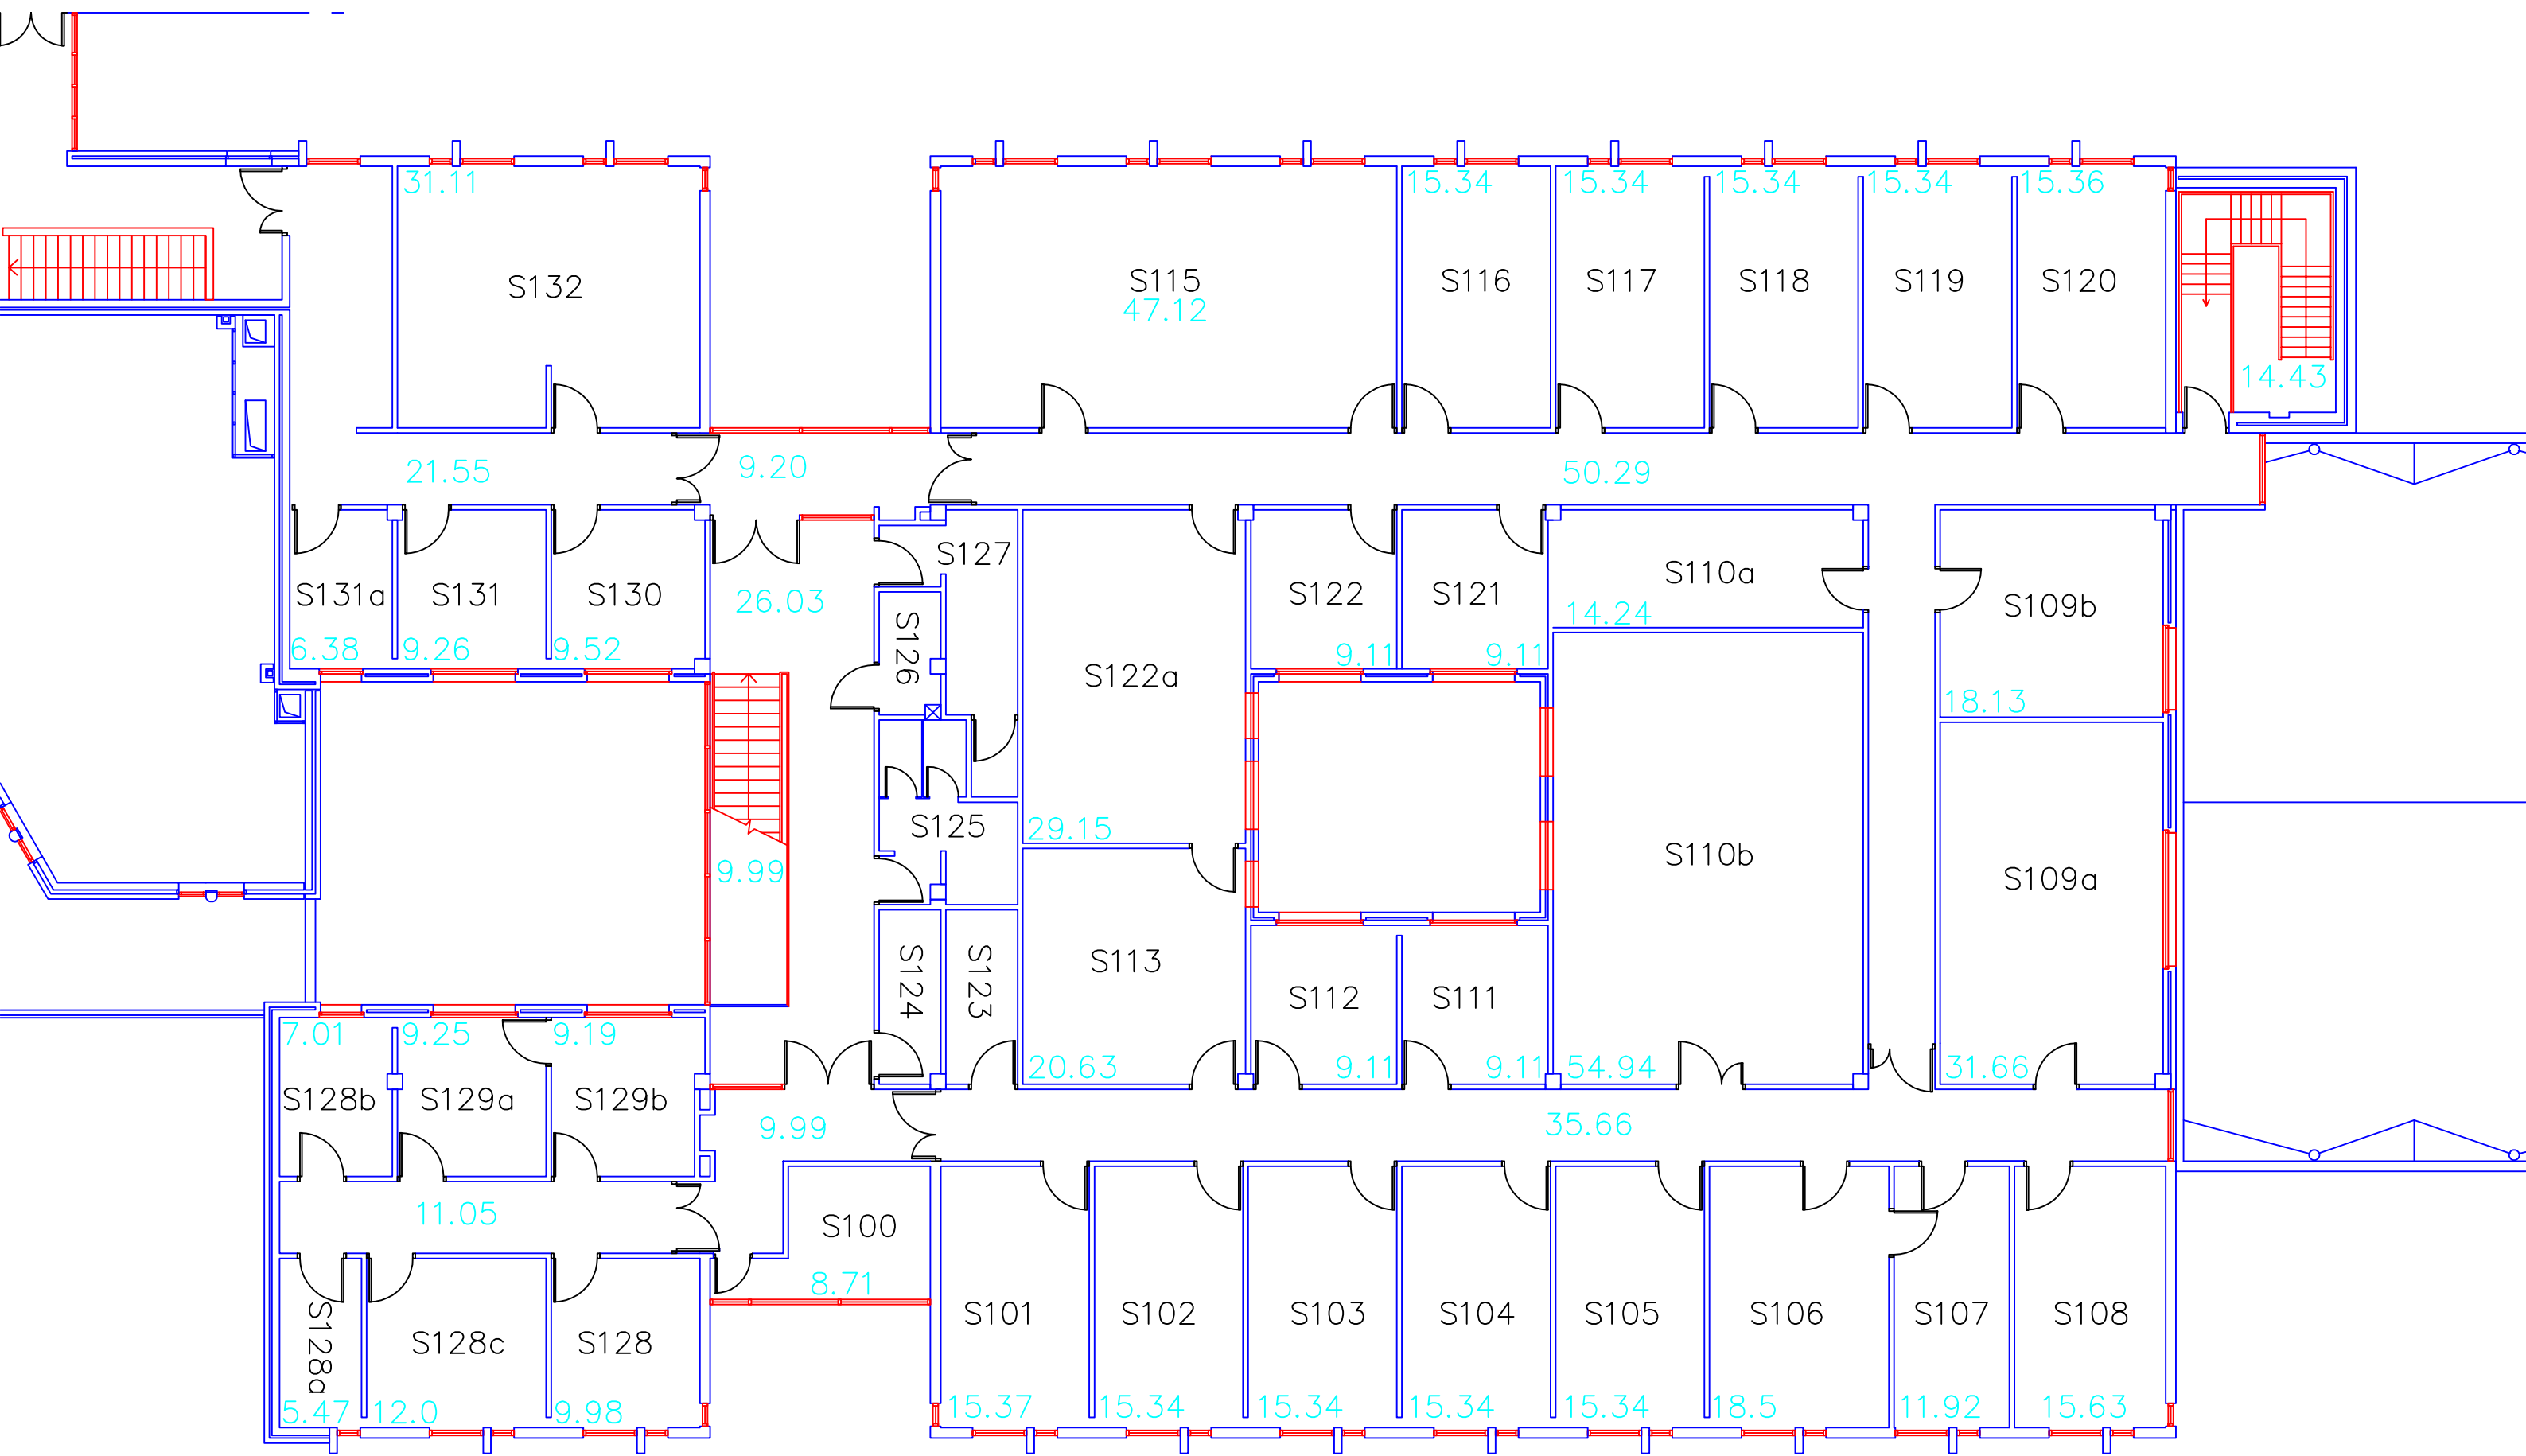 31.11
15.34
15.34
15.34
15.34
15.36
S132
S115
47.12
S116
S117
S118
S119
S120
14.43
21.55
9.20
50.29
S127
S131a
S131
S130
26.03
S126
S122
S121
S110a
14.24
S109b
6.38
9.26
9.52
9.11
9.11
S122a
18.13
S125
29.15
9.99
S110b
S109a
S124
S123
S113
S112
S111
7.01
9.25
9.19
20.63
9.11
9.11
54.94
31.66
S128b
S129a
S129b
9.99
35.66
11.05
S100
8.71
S128a
S128c
S128
S101
S102
S103
S104
S105
S106
S107
S108
5.47
12.0
9.98
15.37
15.34
15.34
15.34
15.34
18.5
11.92
15.63